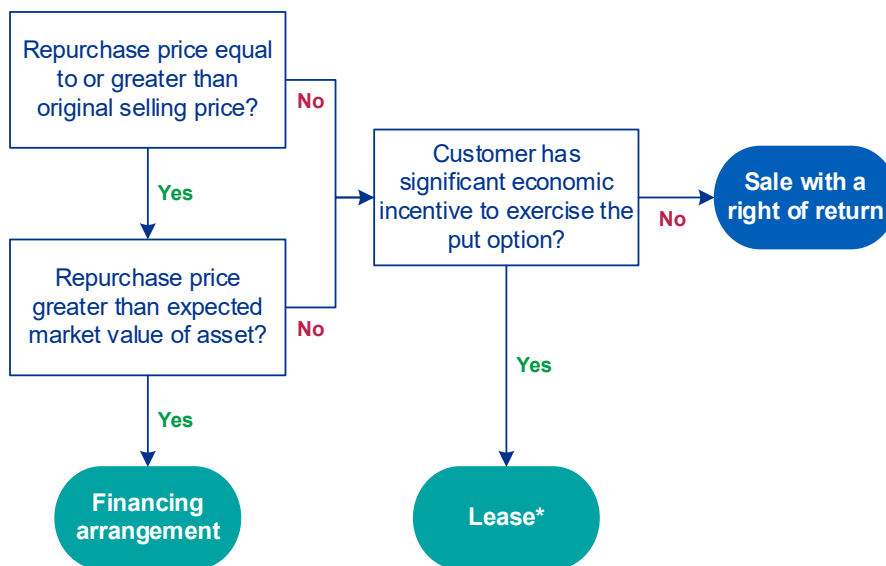 Repurchase price equal
to or greater than
original selling price?
No
Yes
Customer has
significant economic
incentive to exercise the
put option?
No
Sale with a
right of return
Repurchase price
greater than expected
market value of asset?
No
Yes
Yes
Financing
arrangement
Lease*